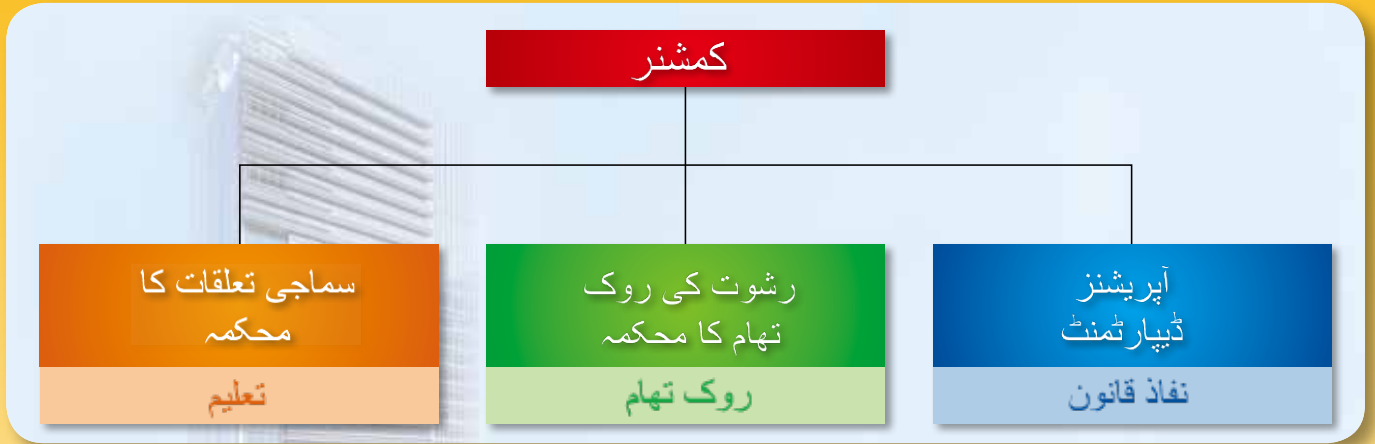 کمشنر
آپریشنز
ڈیپارٹمنٹ
نفاذ قانون
رشوت کی روک
تھام کا محکمہ
روک تھام
سماجی تعلقات کا
محکمہ
تعلیم